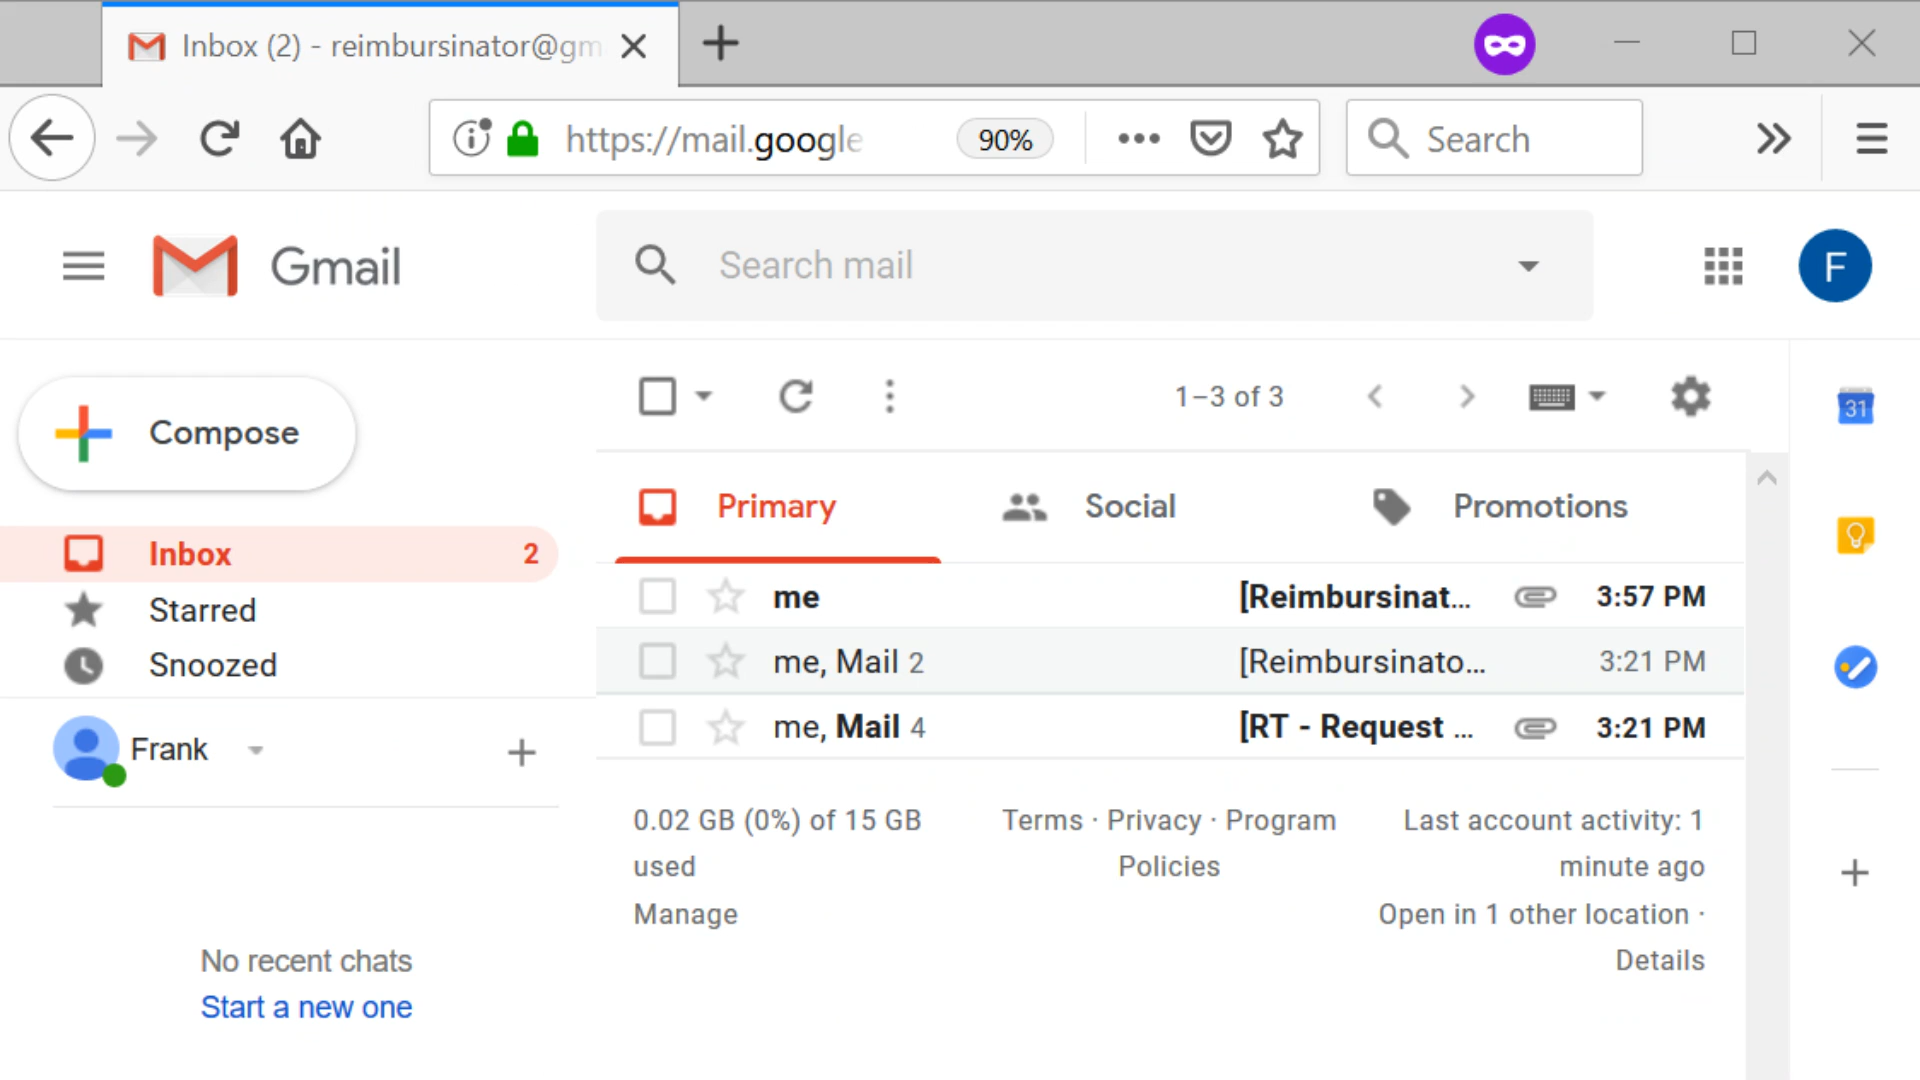 Inbox (2) - reimbursinator@gm
https://mail.google
90%
Search
Gmail
Search mail
F
Compose
1–3 of 3
31
Primary
Social
Promotions
Inbox 2
Starred
Snoozed
me [Reimbursinat... 3:57 PM
me, Mail 2 [Reimbursinato... 3:21 PM
me, Mail 4 [RT - Request ... 3:21 PM
Frank
0.02 GB (0%) of 15 GB
used
Manage
Terms · Privacy · Program
Policies
Last account activity: 1
minute ago
Open in 1 other location ·
Details
No recent chats
Start a new one